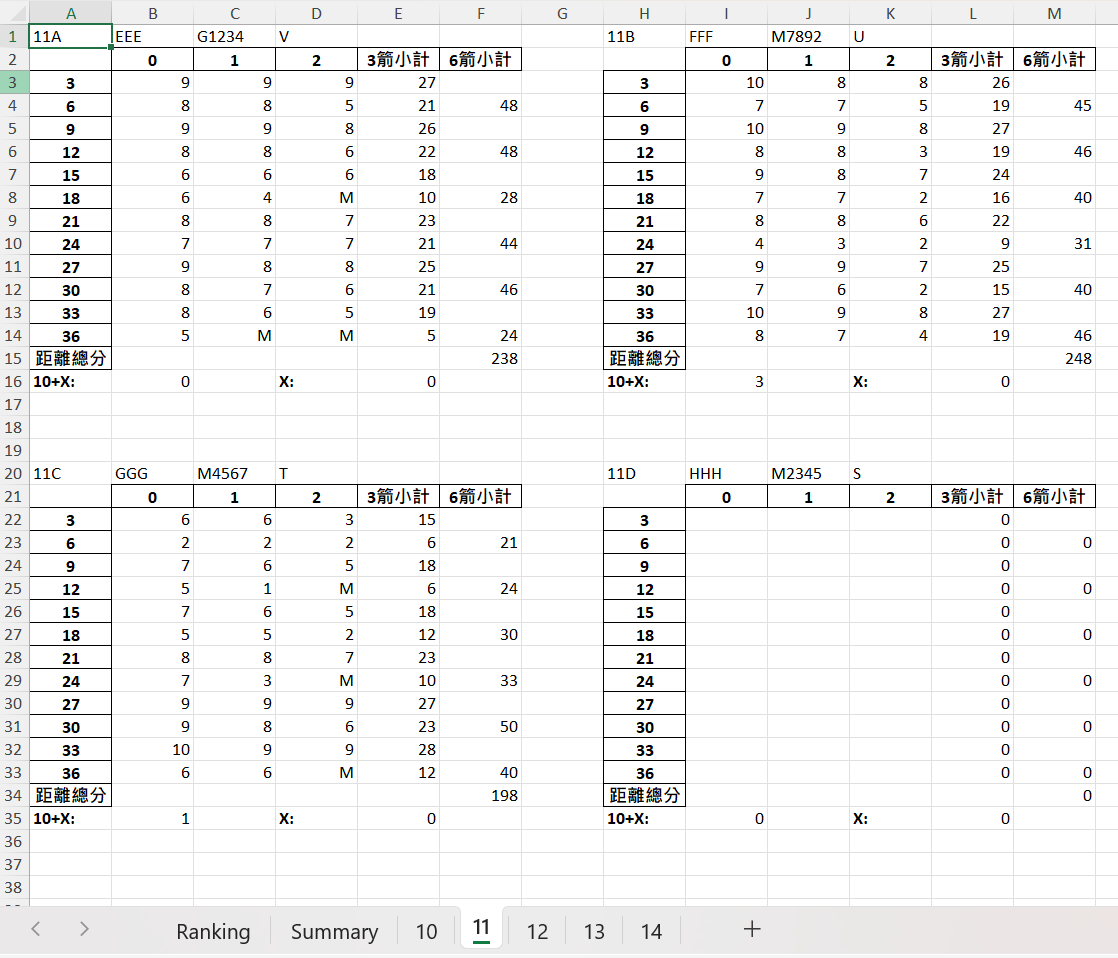 A B C D E F G H I J K L M
1 11A EEE G1234 V 11B FFF M7892 U
2 0 1 2 3箭小計 6箭小計 0 1 2 3箭小計 6箭小計
3 3 9 9 9 27 3 10 8 8 26
4 6 8 8 5 21 48 6 7 7 5 19 45
5 9 9 9 8 26 9 10 9 8 27
6 12 8 8 6 22 48 12 8 8 3 19 46
7 15 6 6 6 18 15 9 8 7 24
8 18 6 4 M 10 28 18 7 7 2 16 40
9 21 8 8 7 23 21 8 8 6 22
10 24 7 7 7 21 44 24 4 3 2 9 31
11 27 9 8 8 25 27 9 9 7 25
12 30 8 7 6 21 46 30 7 6 2 15 40
13 33 8 6 5 19 33 10 9 8 27
14 36 5 M M 5 24 36 8 7 4 19 46
15 距離總分 238 距離總分 248
16 10+X: 0 X: 0 10+X: 3 X: 0
17
18
19
20 11C GGG M4567 T 11D HHH M2345 S
21 0 1 2 3箭小計 6箭小計 0 1 2 3箭小計 6箭小計
22 3 6 6 3 15 3 0
23 6 2 2 2 6 21 6 0 0
24 9 7 6 5 18 9 0
25 12 5 1 M 6 24 12 0 0
26 15 7 6 5 18 15 0
27 18 5 5 2 12 30 18 0 0
28 21 8 8 7 23 21 0
29 24 7 3 M 10 33 24 0 0
30 27 9 9 9 27 27 0
31 30 9 8 6 23 50 30 0 0
32 33 10 9 9 28 33 0
33 36 6 6 M 12 40 36 0 0
34 距離總分 198 距離總分 0
35 10+X: 1 X: 0 10+X: 0 X: 0
36
37
38
Ranking Summary 10 11 12 13 14 +